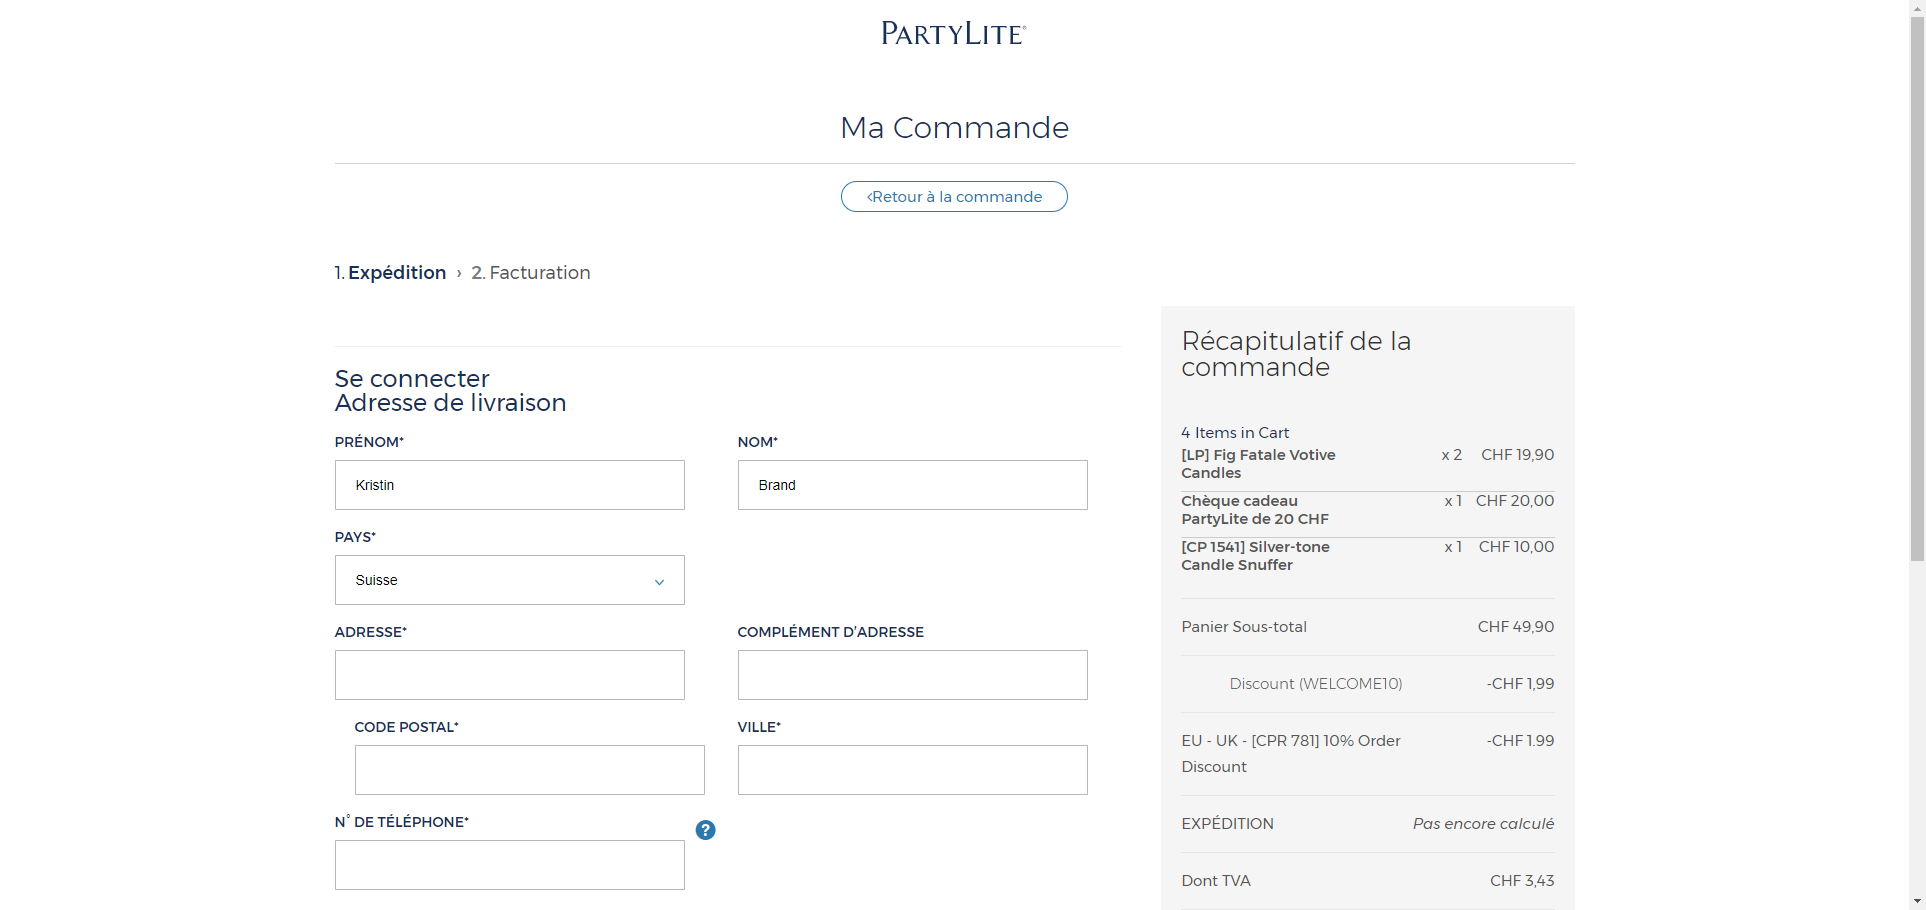 PARTYLITE®
Ma Commande
<Retour à la commande
1. Expédition › 2. Facturation
Se connecter
Adresse de livraison
PRÉNOM*
NOM*
Kristin
Brand
PAYS*
Suisse
ADRESSE*
COMPLÉMENT D'ADRESSE
CODE POSTAL*
VILLE*
N° DE TÉLÉPHONE*
?
Récapitulatif de la
commande
4 Items in Cart
[LP] Fig Fatale Votive x 2 CHF 19,90
Candles
Chèque cadeau x 1 CHF 20,00
PartyLite de 20 CHF
[CP 1541] Silver-tone x 1 CHF 10,00
Candle Snuffer
Panier Sous-total CHF 49,90
Discount (WELCOME10) -CHF 1,99
EU - UK - [CPR 781] 10% Order -CHF 1.99
Discount
EXPÉDITION Pas encore calculé
Dont TVA CHF 3,43